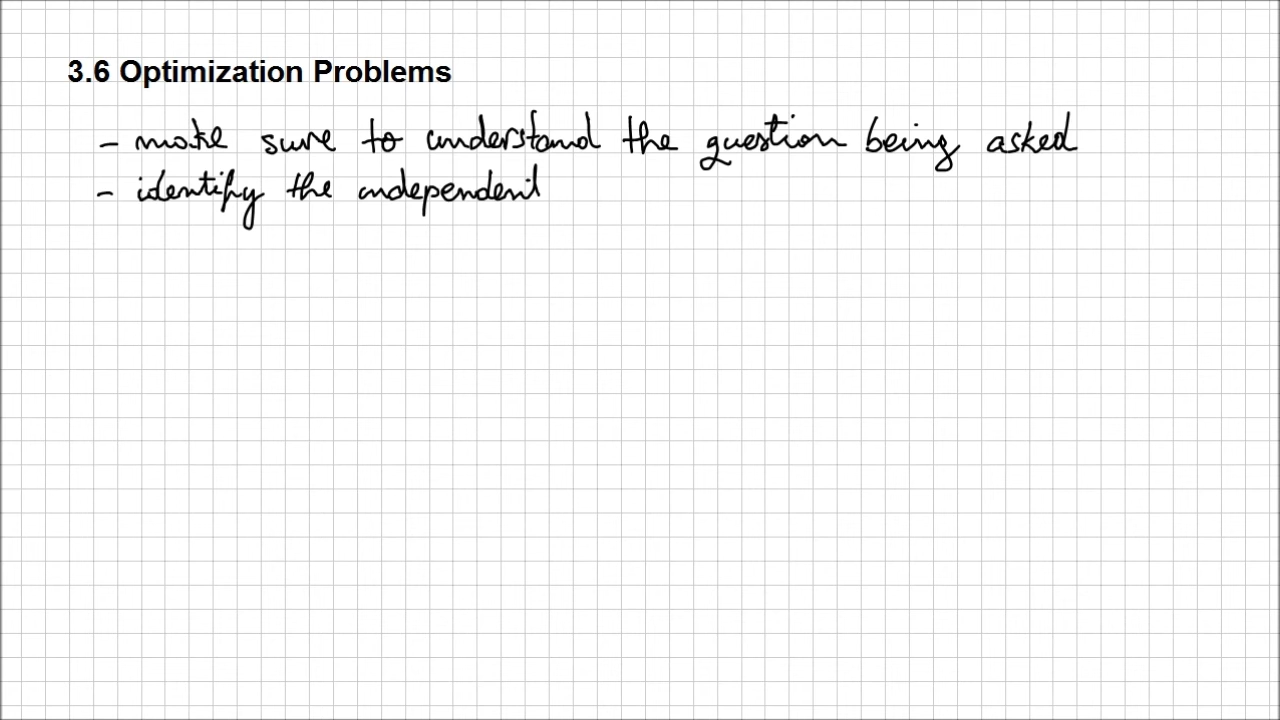 3.6 Optimization Problems
- make sure to understand the question being asked
- identify the independent